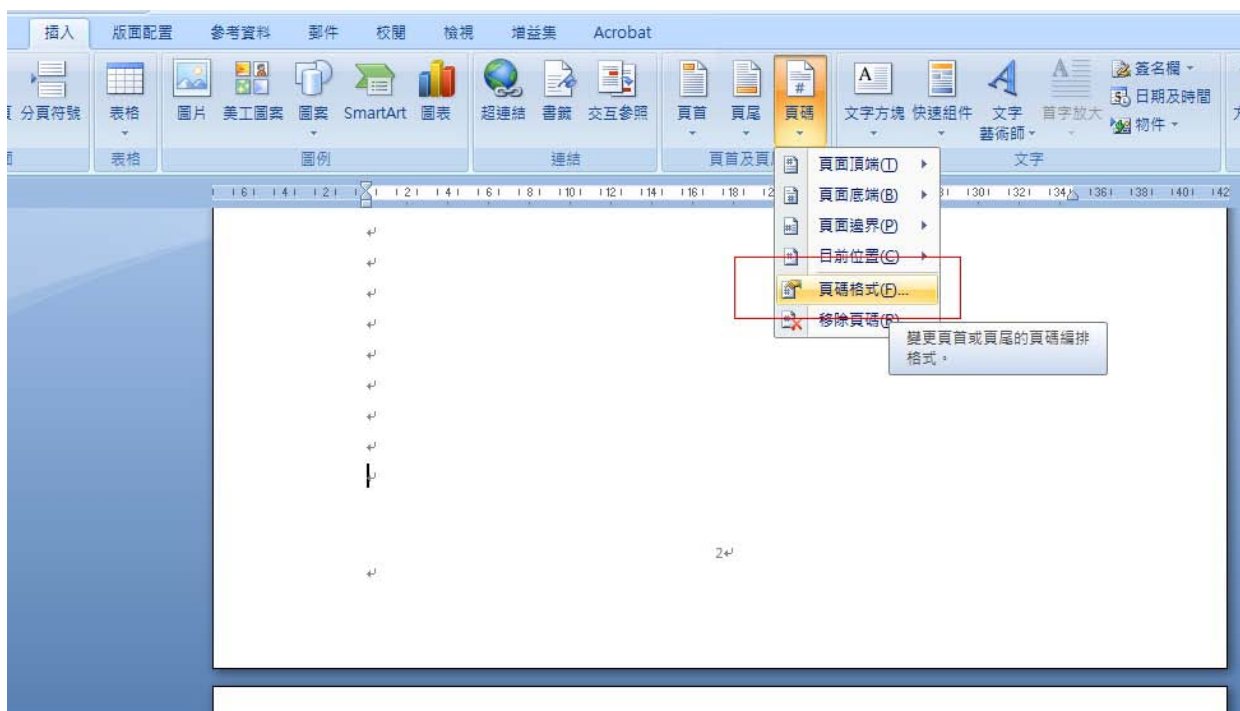 插入 版面配置 參考資料 郵件 校閱 檢視 增益集 Acrobat
分頁符號 表格 圖片 美工圖案 圖案 SmartArt 圖表 超連結 書籤 交互參照 頁首 頁尾 頁碼 文字方塊 快速組件 文字藝術師 首字放大
簽名欄
日期及時間
物件
表格 圖例 連結 頁首及頁 文字
頁面頂端(T)
頁面底端(B)
頁面邊界(P)
目前位置(C)
頁碼格式(F)...
移除頁碼(R)
變更頁首或頁尾的頁碼編排
格式。
2